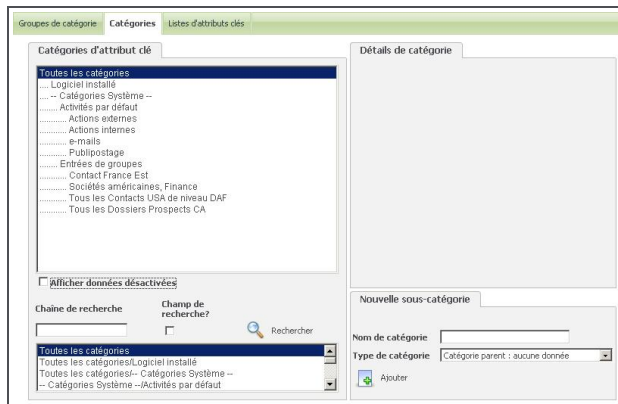 Groupes de catégorie Catégories Listes d'attributs clés
Catégories d'attribut clé
Toutes les catégories
.... Logiciel installé
.... -- Catégories Système --
........ Activités par défaut
............ Actions externes
............ Actions internes
............ e-mails
............ Publipostage
........ Entrées de groupes
............ Contact France Est
............ Sociétés américaines, Finance
............ Tous les Contacts USA de niveau DAF
............ Tous les Dossiers Prospects CA
Afficher données désactivées
Chaîne de recherche
Champ de recherche?
Rechercher
Toutes les catégories
Toutes les catégories/Logiciel installé
Toutes les catégories/-- Catégories Système --
-- Catégories Système --/Activités par défaut
Détails de catégorie
Nouvelle sous-catégorie
Nom de catégorie
Type de catégorie Catégorie parent : aucune donnée
Ajouter